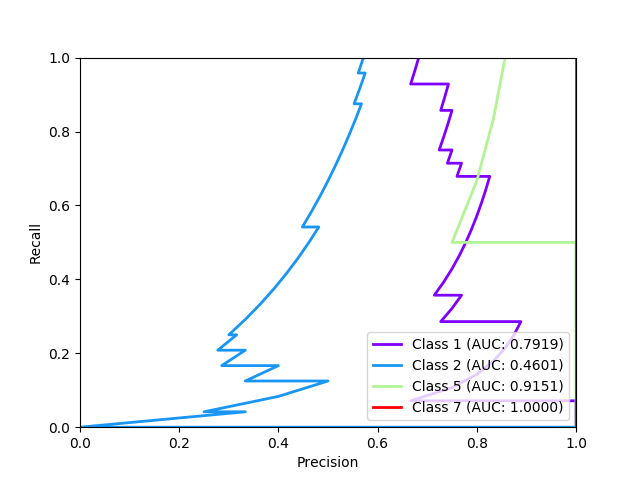 1.0
0.8
0.6
0.4
0.2
0.0
Recall
0.0 0.2 0.4 0.6 0.8 1.0
Precision
Class 1 (AUC: 0.7919)
Class 2 (AUC: 0.4601)
Class 5 (AUC: 0.9151)
Class 7 (AUC: 1.0000)